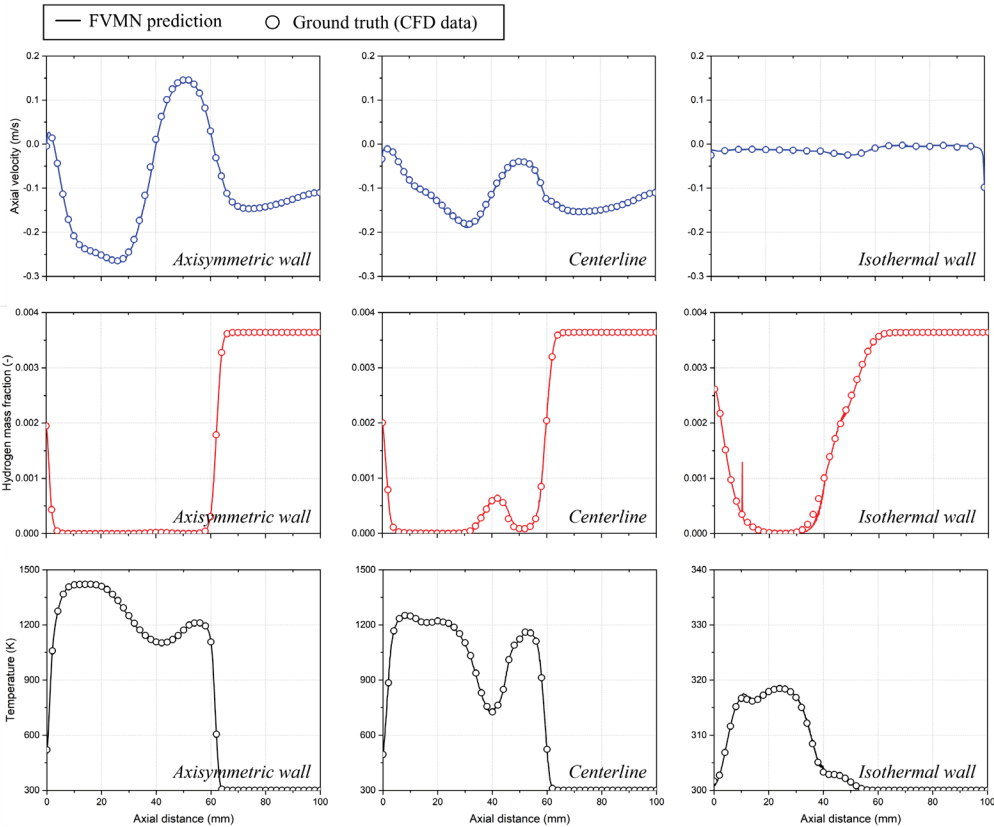 FVMN prediction
Ground truth (CFD data)
0.2 0.2 0.2
0.1 0.1 0.1
0.0 0.0 0.0
-0.1 -0.1 -0.1
-0.2 -0.2 -0.2
-0.3 -0.3 -0.3
Axial velocity (m/s)
Axisymmetric wall
Centerline
Isothermal wall
0.004 0.004 0.004
0.003 0.003 0.003
0.002 0.002 0.002
0.001 0.001 0.001
0.000 0.000 0.000
Hydrogen mass fraction (-)
Axisymmetric wall
Centerline
Isothermal wall
1500 1500 340
1200 1200 330
900 900 320
600 600 310
300 300 300
Temperature (K)
Axisymmetric wall
Centerline
Isothermal wall
0 20 40 60 80 100
0 20 40 60 80 100
0 20 40 60 80 100
Axial distance (mm)
Axial distance (mm)
Axial distance (mm)